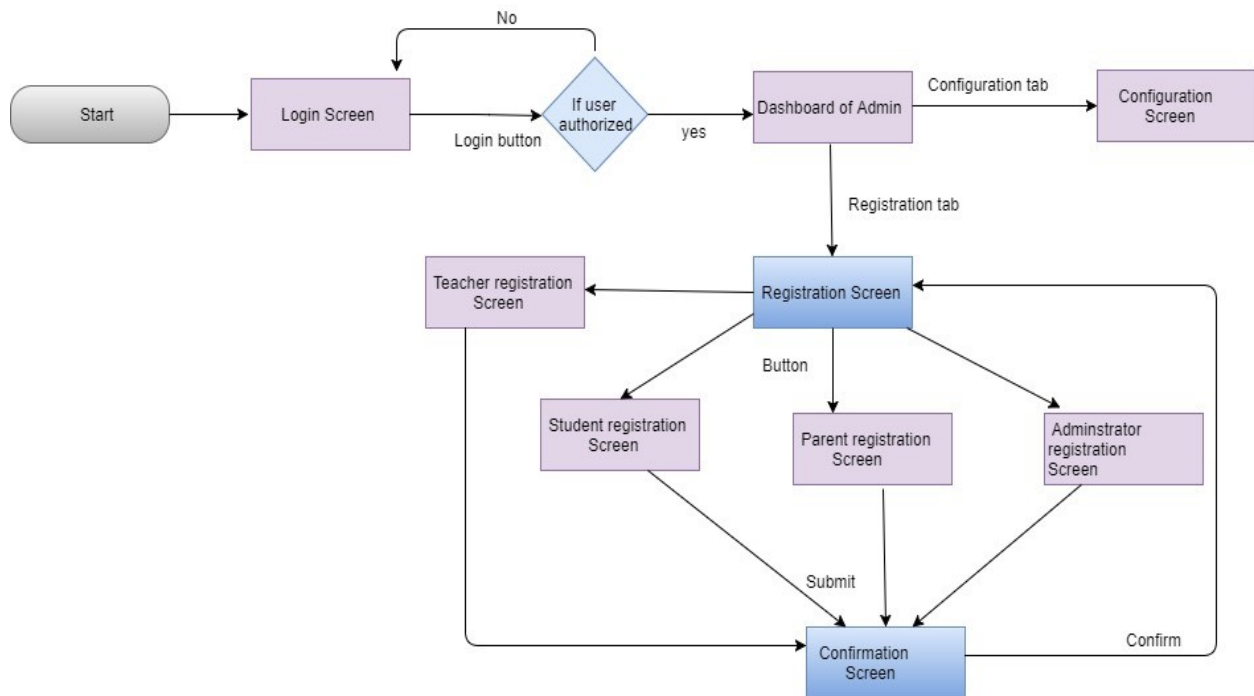 No
Start
Login Screen
Login button
If user
authorized
yes
Dashboard of Admin
Configuration tab
Configuration
Screen
Registration tab
Teacher registration
Screen
Registration Screen
Button
Student registration
Screen
Parent registration
Screen
Adminstrator
registration
Screen
Submit
Confirmation
Screen
Confirm